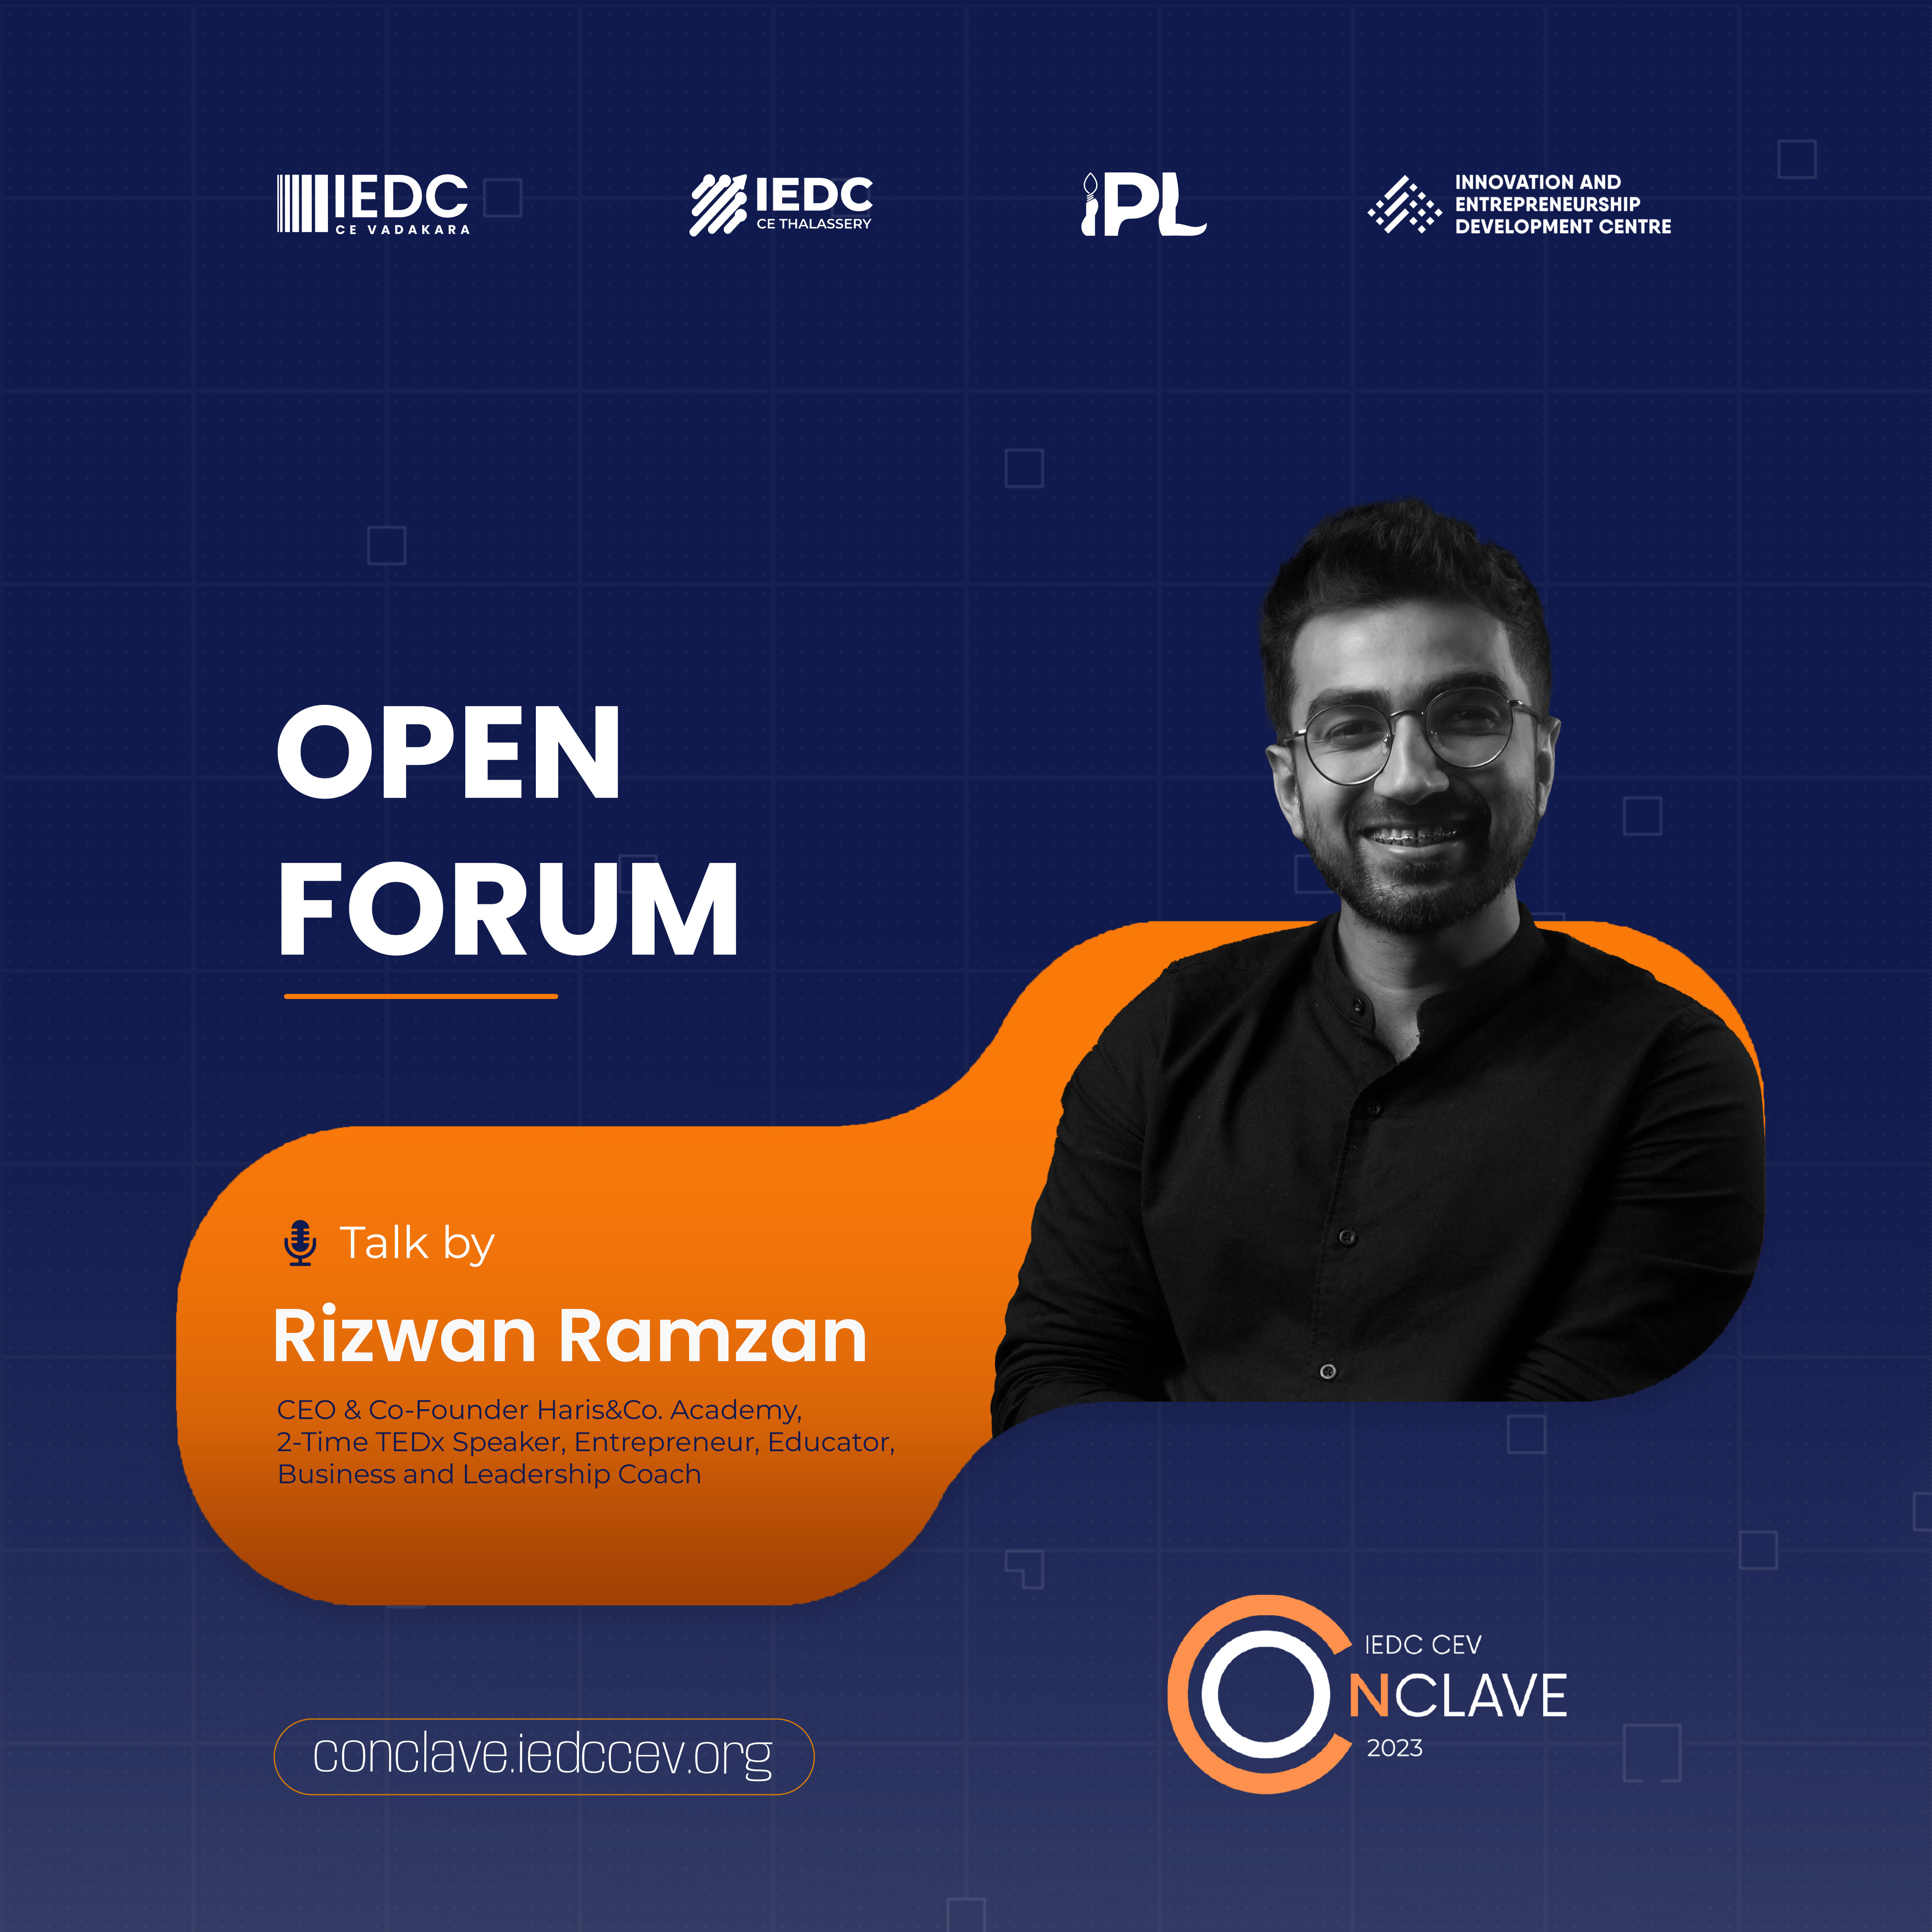 IEDC
CE VADAKARA
IEDC
CE THALASSERY
iPL
INNOVATION AND
ENTREPRENEURSHIP
DEVELOPMENT CENTRE
OPEN
FORUM
Talk by
Rizwan Ramzan
CEO & Co-Founder Haris&Co. Academy,
2-Time TEDx Speaker, Entrepreneur, Educator,
Business and Leadership Coach
IEDC CEV
CONCLAVE
2023
conclave.iedccev.org